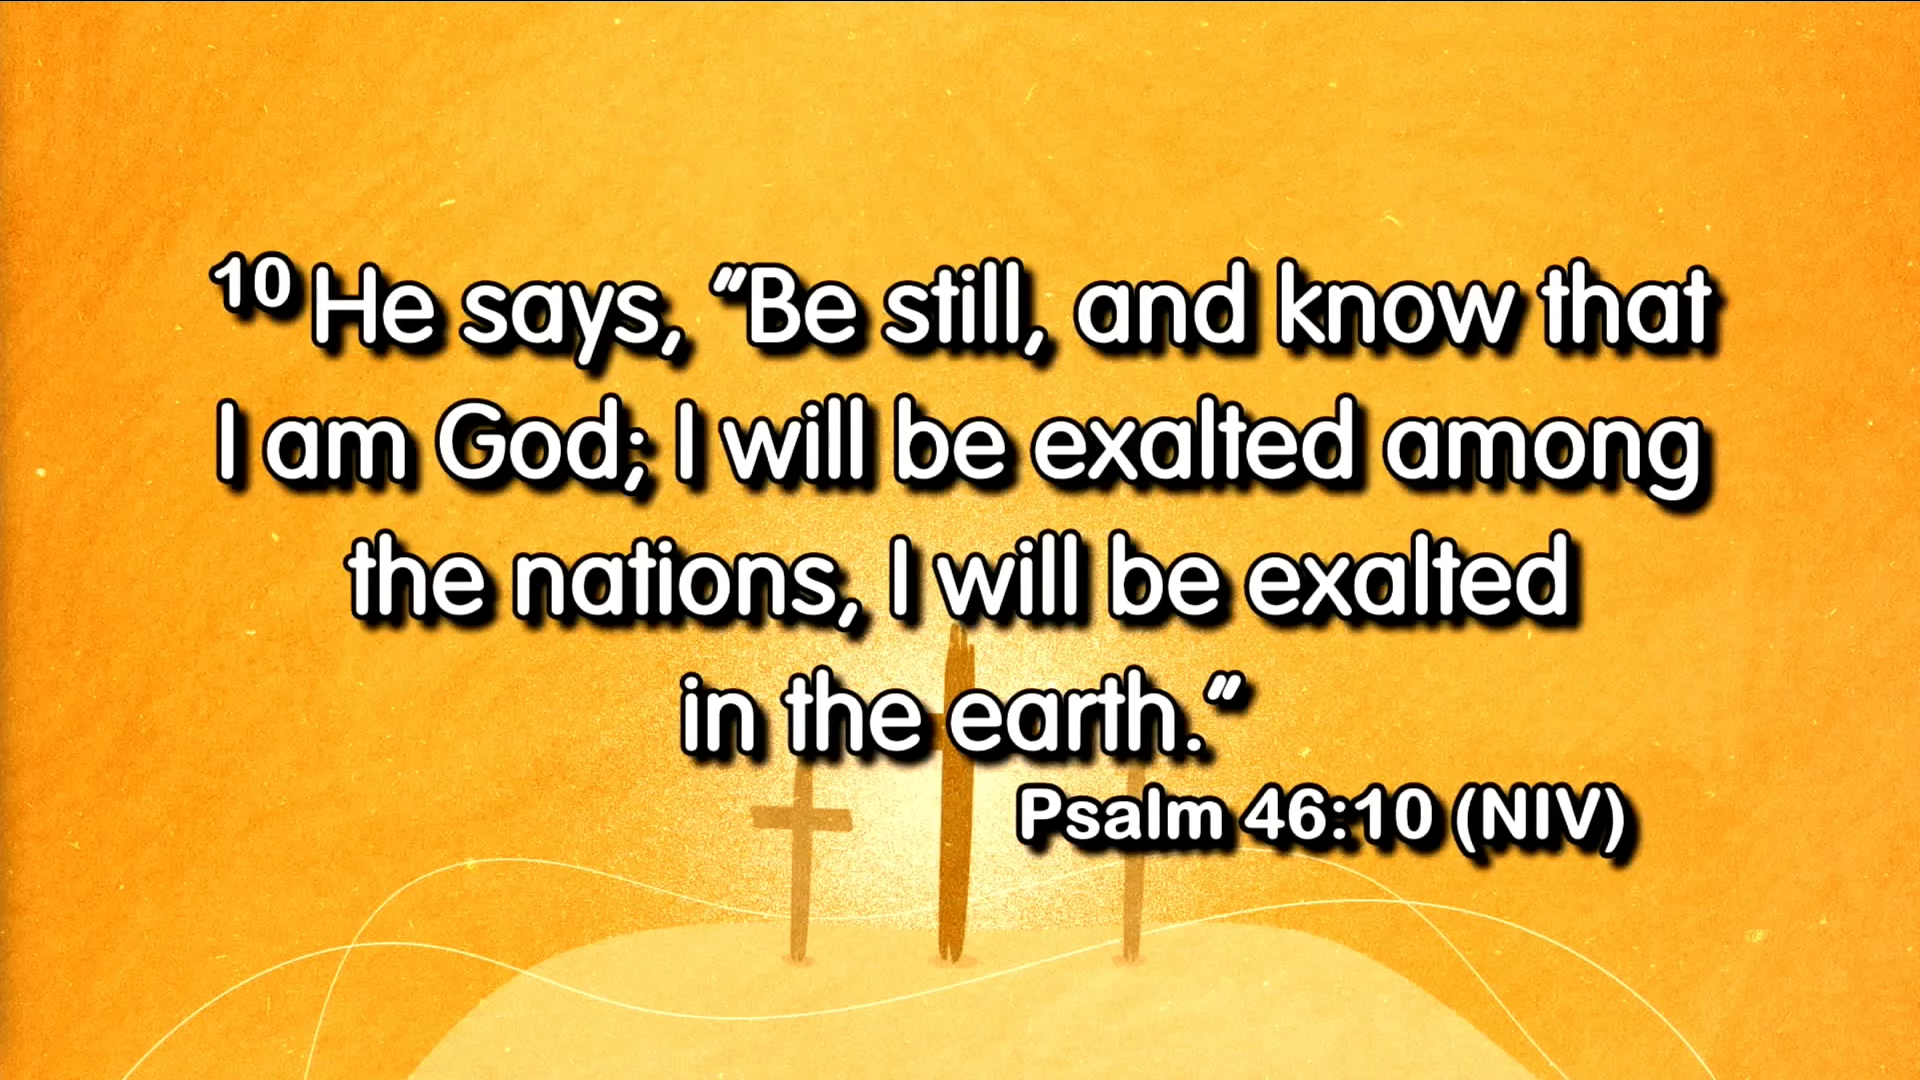 10 He says, “Be still, and know that
I am God; I will be exalted among
the nations, I will be exalted
in the earth.”
Psalm 46:10 (NIV)